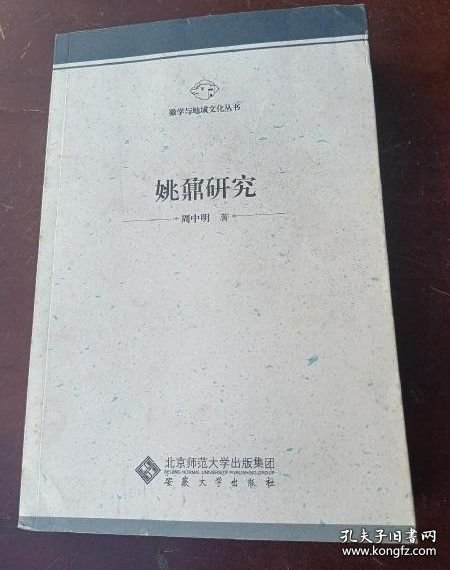 徽学与地域文化丛书
姚鼐研究
周中明 著
北京师范大学出版集团
BEIJING NORMAL UNIVERSITY PUBLISHING GROUP
安徽大学出版社
孔夫子旧书网
www.kongfz.com